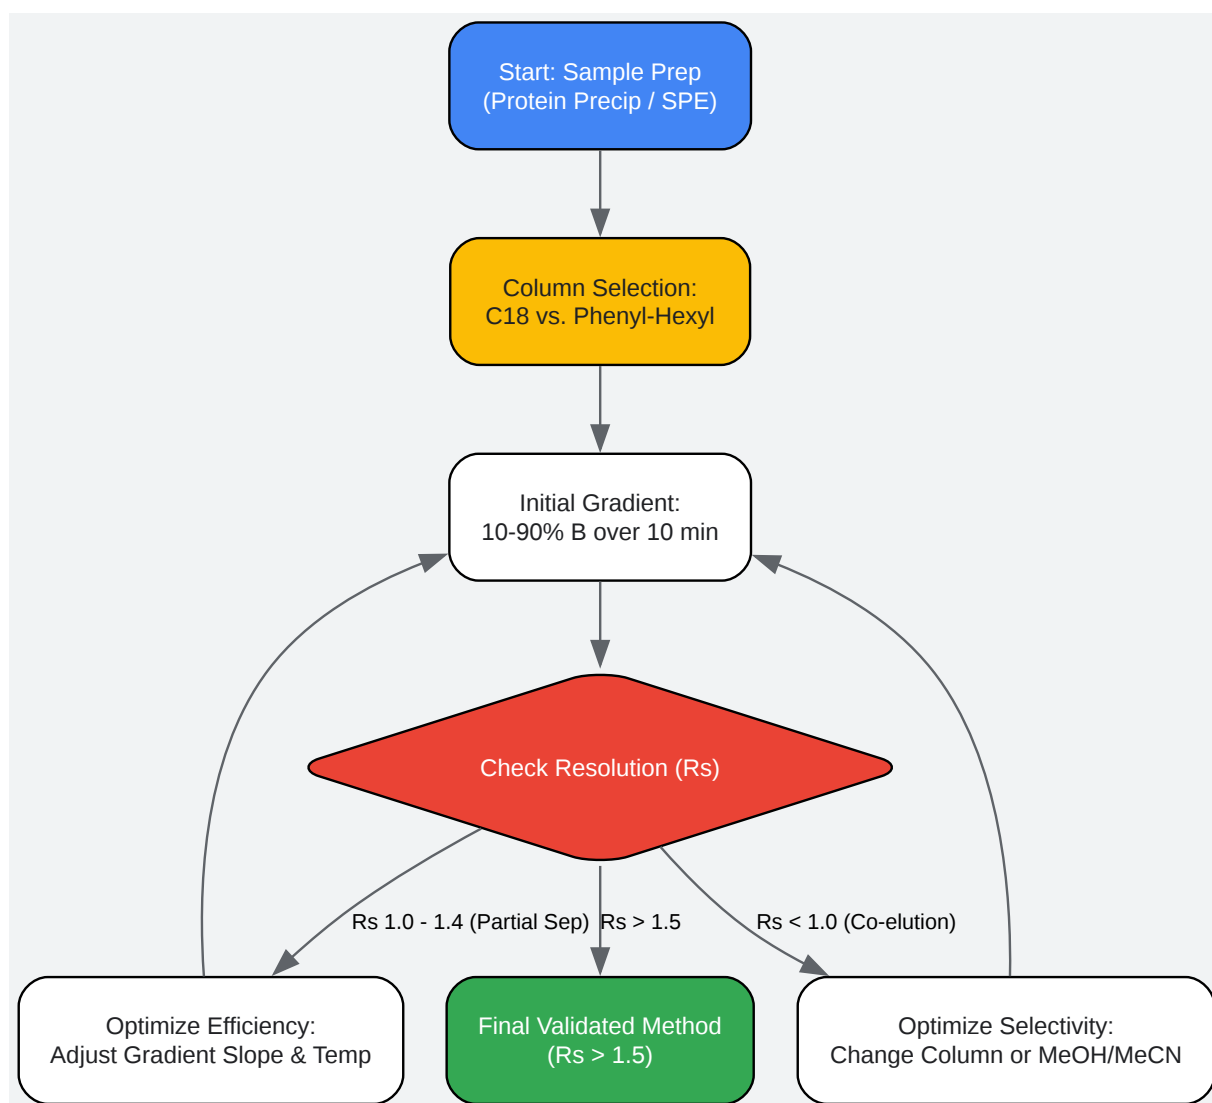 Start: Sample Prep
(Protein Precip / SPE)
Column Selection:
C18 vs. Phenyl-Hexyl
Initial Gradient:
10-90% B over 10 min
Check Resolution (Rs)
Rs 1.0 - 1.4 (Partial Sep)
Rs > 1.5
Rs < 1.0 (Co-elution)
Optimize Efficiency:
Adjust Gradient Slope & Temp
Final Validated Method
(Rs > 1.5)
Optimize Selectivity:
Change Column or MeOH/MeCN